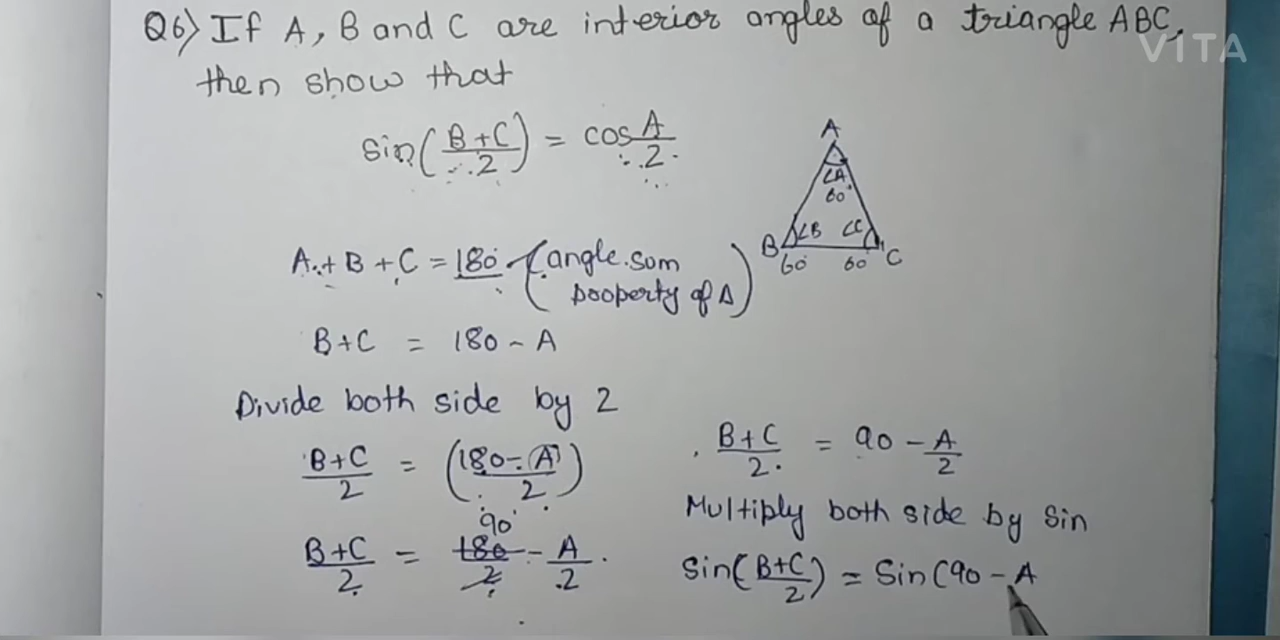 Q6) If A, B and C are interior angles of a triangle ABC,
VITA
then show that
sin(B+C/2) = cos A/2
A
∠A
60°
∠B ∠C
B C
60° 60°
A + B + C = 180 (angle sum
property of Δ)
B+C = 180 - A
Divide both side by 2
B+C/2 = (180-A/2)
90°
B+C/2 = 180/2 - A/2
B+C/2 = 90 - A/2
Multiply both side by sin
Sin(B+C/2) = Sin(90 - A